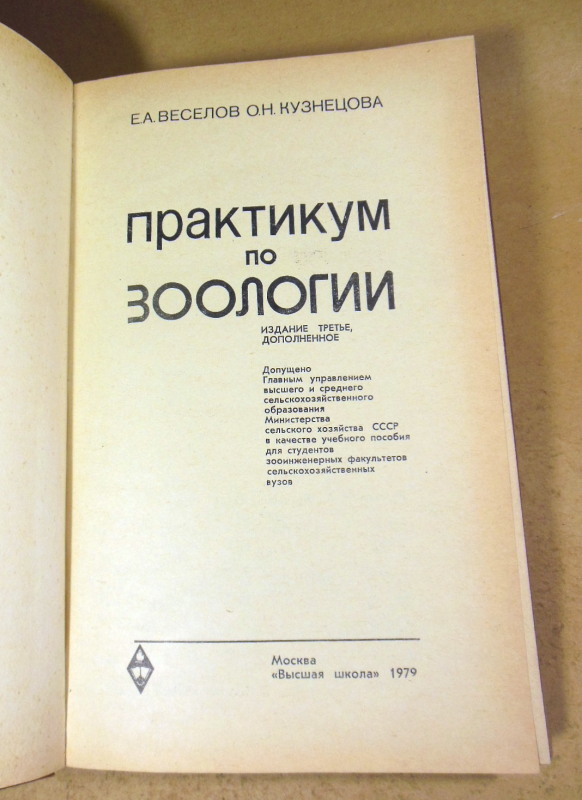 Е.А. ВЕСЕЛОВ О.Н. КУЗНЕЦОВА
практикум
по
зоологии
ИЗДАНИЕ ТРЕТЬЕ,
ДОПОЛНЕННОЕ
Допущено
Главным управлением
высшего и среднего
сельскохозяйственного
образования
Министерства
сельского хозяйства СССР
в качестве учебного пособия
для студентов
зооинженерных факультетов
сельскохозяйственных
вузов
Москва
«Высшая школа» 1979